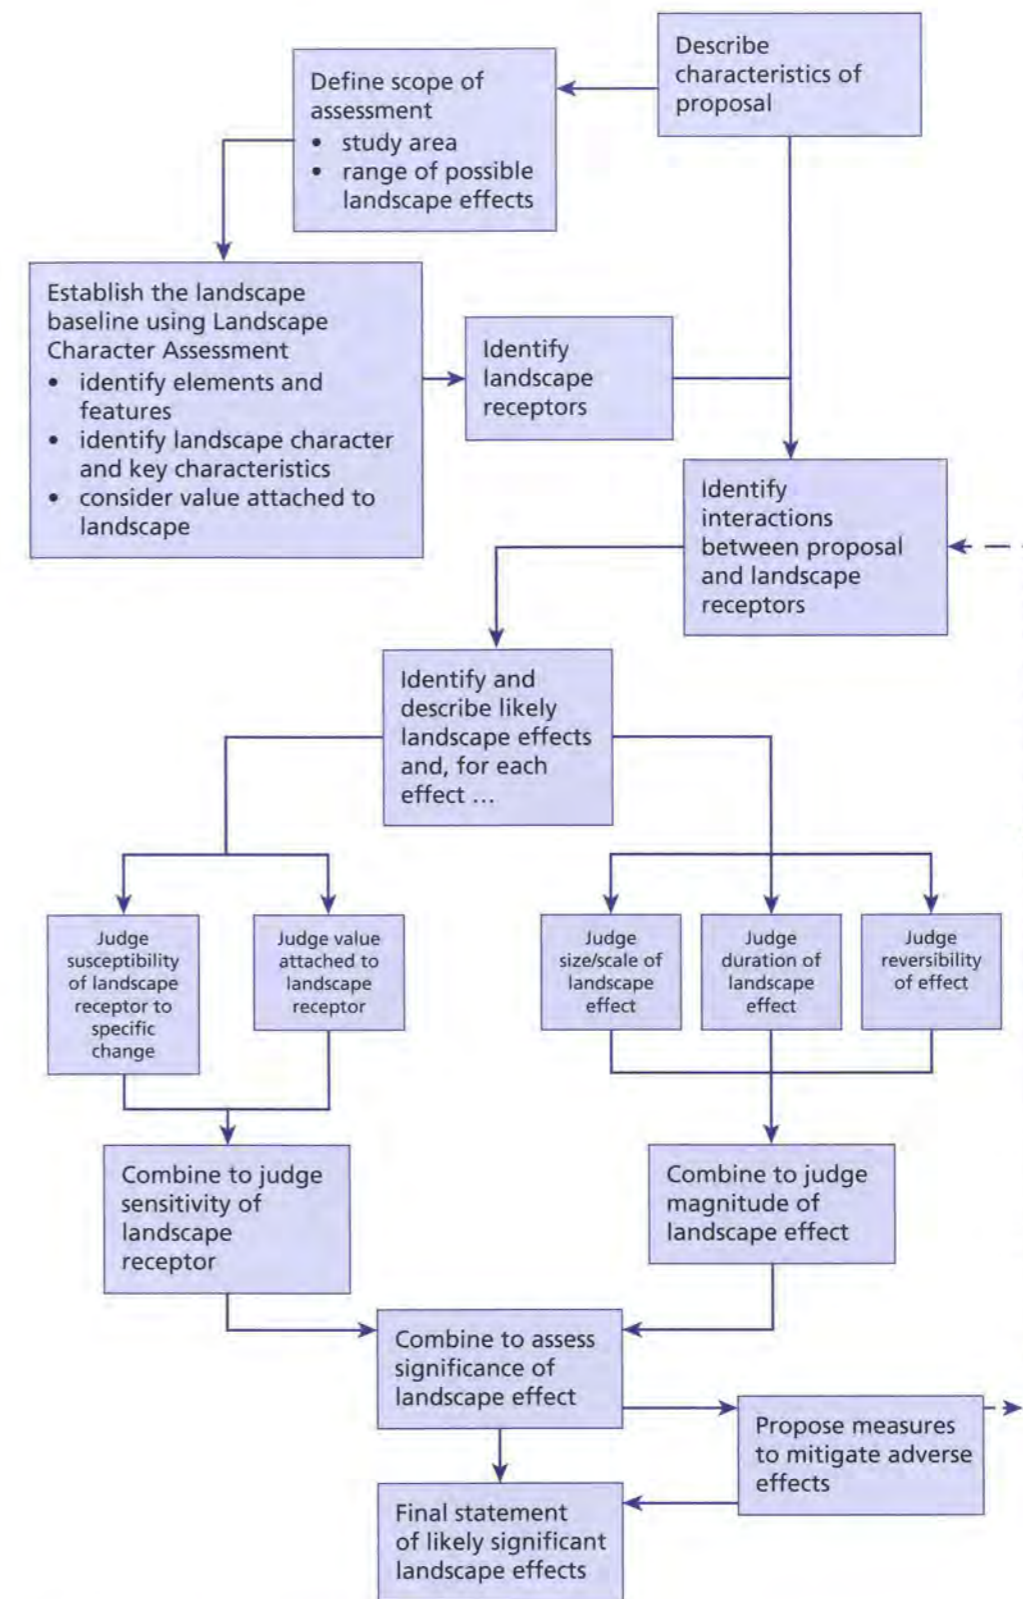 Describe
characteristics of
proposal
Define scope of
assessment
• study area
• range of possible
landscape effects
Establish the landscape
baseline using Landscape
Character Assessment
• identify elements and
features
• identify landscape character
and key characteristics
• consider value attached to
landscape
Identify
landscape
receptors
Identify
interactions
between proposal
and landscape
receptors
Identify and
describe likely
landscape effects
and, for each
effect ...
Judge
susceptibility
of landscape
receptor to
specific
change
Judge value
attached to
landscape
receptor
Judge
size/scale of
landscape
effect
Judge
duration of
landscape
effect
Judge
reversibility
of effect
Combine to judge
sensitivity of
landscape
receptor
Combine to judge
magnitude of
landscape effect
Combine to assess
significance of
landscape effect
Propose measures
to mitigate adverse
effects
Final statement
of likely significant
landscape effects